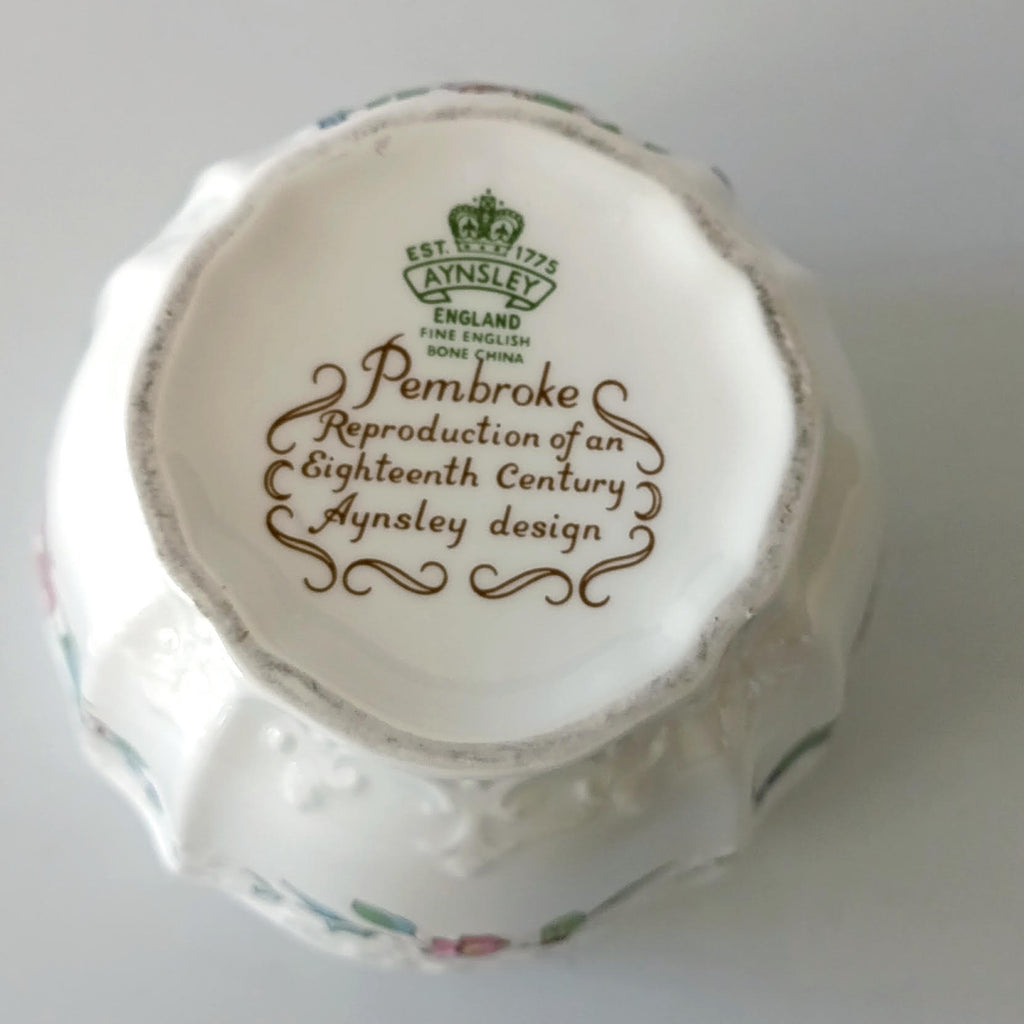 EST. 1775
AYNSLEY
ENGLAND
FINE ENGLISH
BONE CHINA
Pembroke
Reproduction of an
Eighteenth Century
Aynsley design